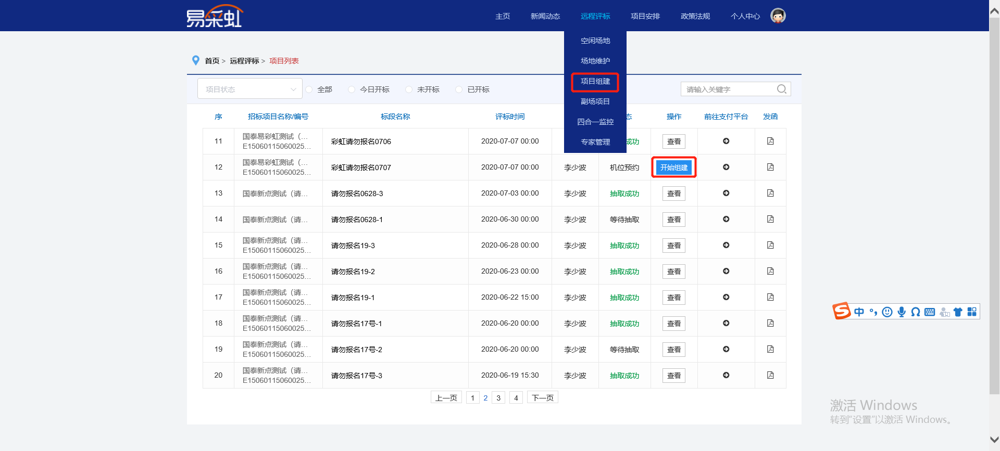 易采虹
主页 新闻动态 远程评标 项目安排 政策法规 个人中心
空闲场地
场地维护
项目组建
副场项目
四合一监控
专家管理
首页 > 远程评标 > 项目列表
项目状态 全部 今日开标 未开标 已开标 请输入关键字
序 招标项目名称/编号 标段名称 评标时间 态 操作 前往支付平台 发函
11 国泰易彩虹测试（... E15060115060025... 彩虹请勿报名0706 2020-07-07 00:00 成功 查看
12 国泰易彩虹测试（... E15060115060025... 彩虹请勿报名0707 2020-07-07 00:00 李少波 机位预约 开始组建
13 国泰新点测试（请... 请勿报名0628-3 2020-07-03 00:00 李少波 抽取成功 查看
14 国泰新点测试（请... 请勿报名0628-1 2020-06-30 00:00 李少波 等待抽取 查看
15 国泰新点测试（请... E15060115060025... 请勿报名19-3 2020-06-28 00:00 李少波 抽取成功 查看
16 国泰新点测试（请... E15060115060025... 请勿报名19-2 2020-06-23 00:00 李少波 抽取成功 查看
17 国泰新点测试（请... E15060115060025... 请勿报名19-1 2020-06-22 15:00 李少波 抽取成功 查看
18 国泰新点测试（请... E15060115060025... 请勿报名17号-1 2020-06-20 00:00 李少波 抽取成功 查看
19 国泰新点测试（请... E15060115060025... 请勿报名17号-2 2020-06-20 00:00 李少波 等待抽取 查看
20 国泰新点测试（请... E15060115060025... 请勿报名17号-3 2020-06-19 15:30 李少波 抽取成功 查看
上一页 1 2 3 4 下一页
S 中 °,
激活 Windows
转到“设置”以激活 Windows。